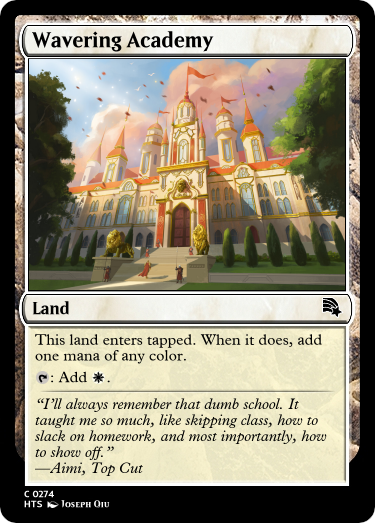 Wavering Academy
Land
This land enters tapped. When it does, add
one mana of any color.
: Add .
“I’ll always remember that dumb school. It
taught me so much, like skipping class, how to
slack on homework, and most importantly, how
to show off.”
—Aimi, Top Cut
C 0274
HTS Joseph Oiu